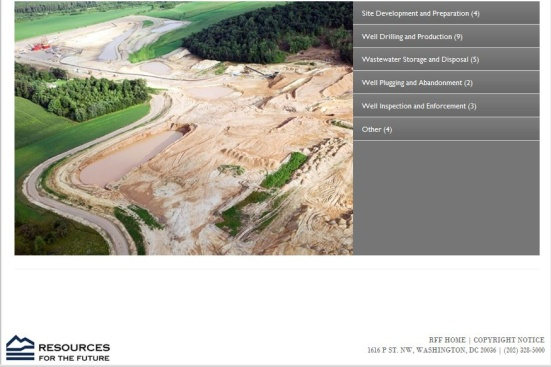 Site Development and Preparation (4)
Well Drilling and Production (9)
Wastewater Storage and Disposal (5)
Well Plugging and Abandonment (2)
Well Inspection and Enforcement (3)
Other (4)
RESOURCES
FOR THE FUTURE
RFF HOME | COPYRIGHT NOTICE
1616 P ST. NW, WASHINGTON, DC 20036 | (202) 328-5000